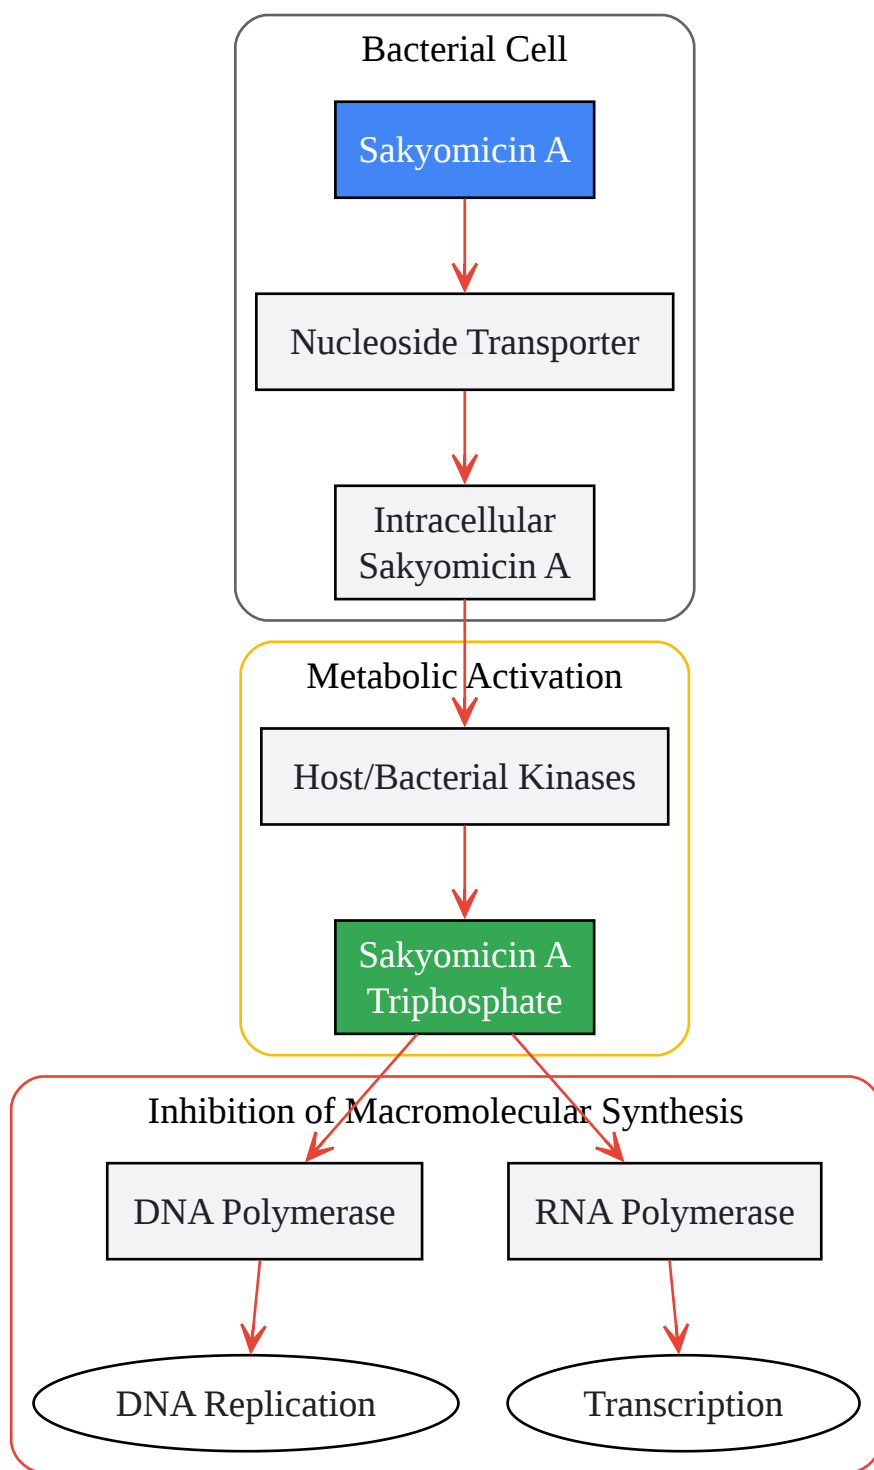 Bacterial Cell
Sakyomicin A
Nucleoside Transporter
Intracellular
Sakyomicin A
Metabolic Activation
Host/Bacterial Kinases
Sakyomicin A
Triphosphate
Inhibition of Macromolecular Synthesis
DNA Polymerase
RNA Polymerase
DNA Replication
Transcription